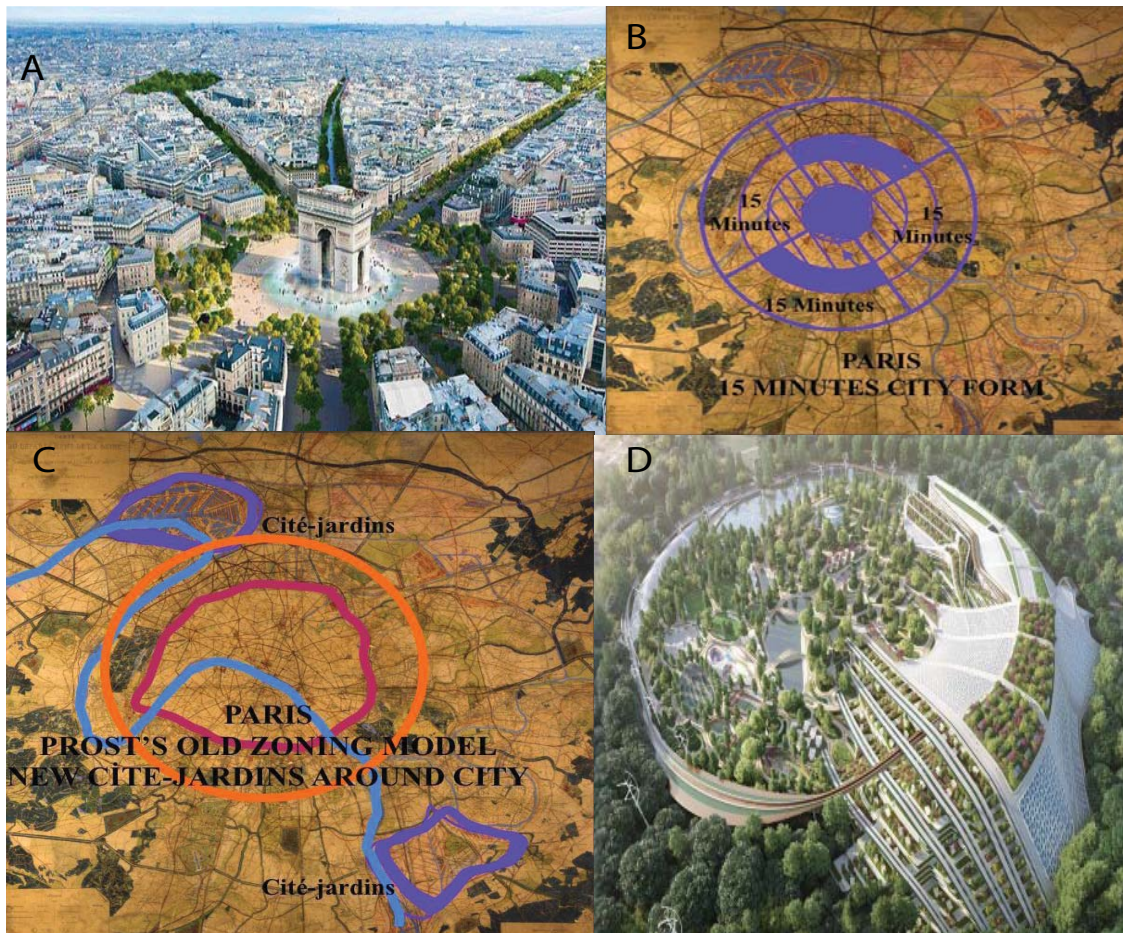 A
B
15
Minutes
15
Minutes
15 Minutes
PARIS
15 MINUTES CITY FORM
C
Cité-jardins
PARIS
PROST'S OLD ZONING MODEL
NEW CİTE-JARDINS AROUND CITY
Cité-jardins
D